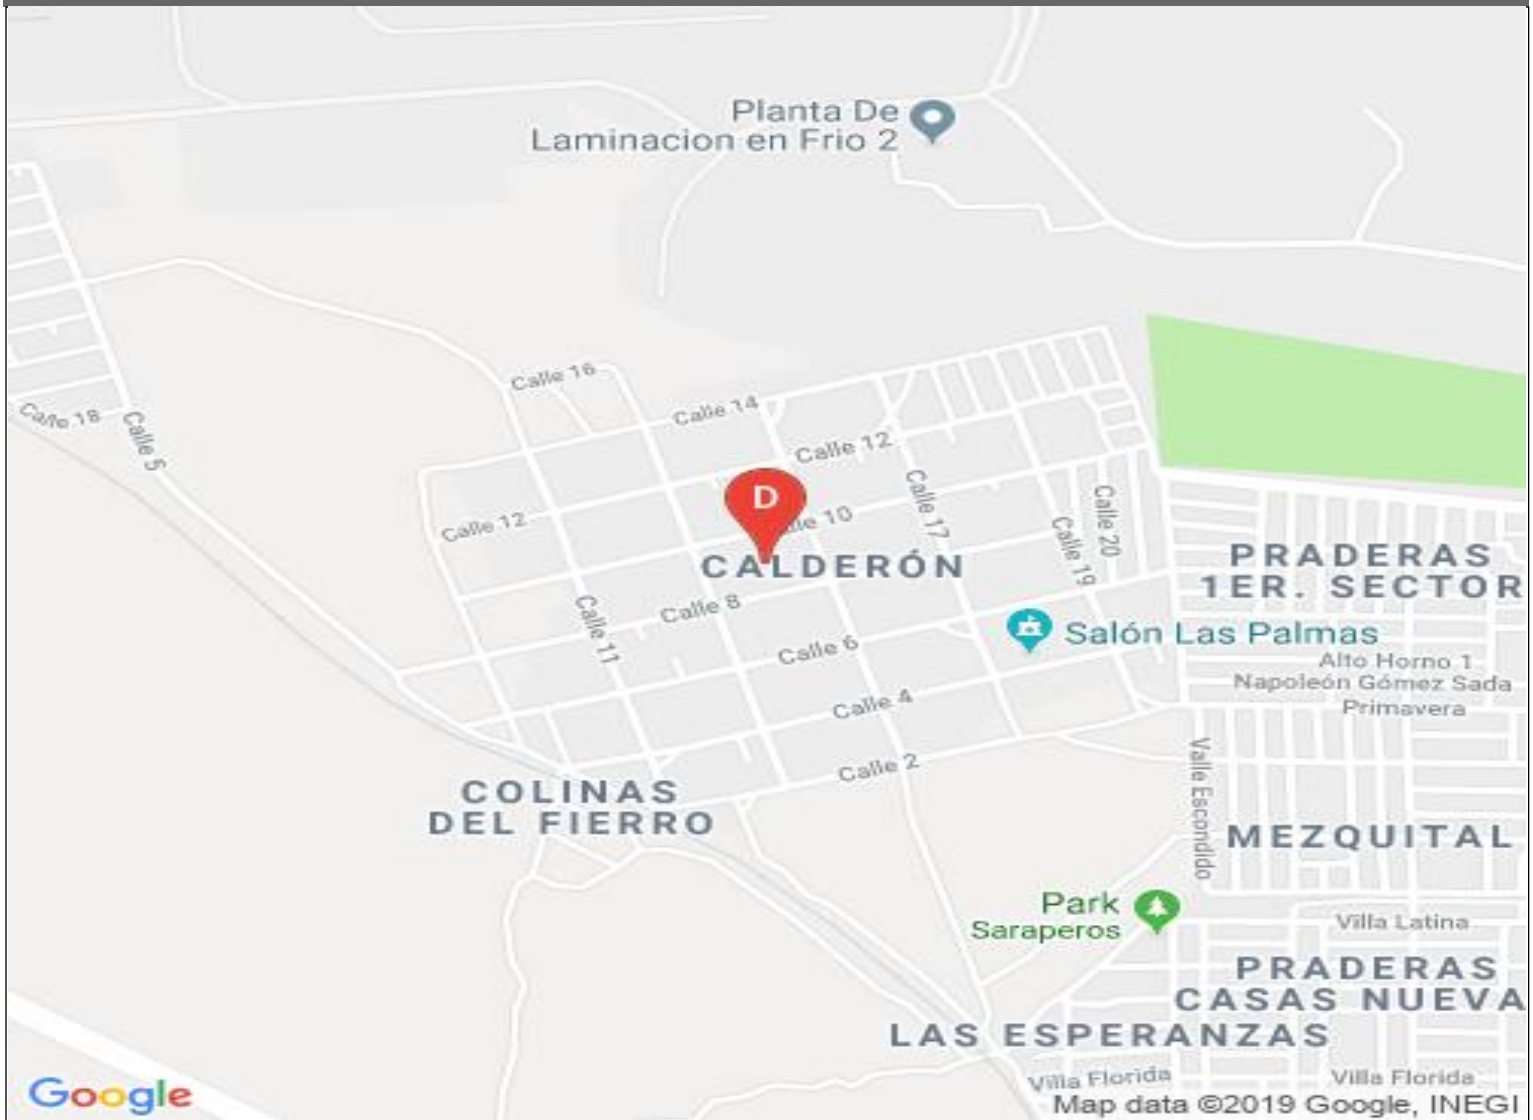 Planta De
Laminacion en Frio 2
Calle 16
Calle 14
Calle 18
Calle 5
Calle 12
Calle 12
D
Calle 17
Calle 20
Calle 10
Calle 19
CALDERÓN
PRADERAS
1ER. SECTOR
Calle 8
Calle 11
Salón Las Palmas
Calle 6
Alto Horno 1
Napoleón Gómez Sada
Primavera
Calle 4
Calle 2
Valle Escondido
COLINAS
DEL FIERRO
MEZQUITAL
Park
Saraperos
Villa Latina
PRADERAS
CASAS NUEVA
LAS ESPERANZAS
Villa Florida
Villa Florida
Google
Map data ©2019 Google, INEGI